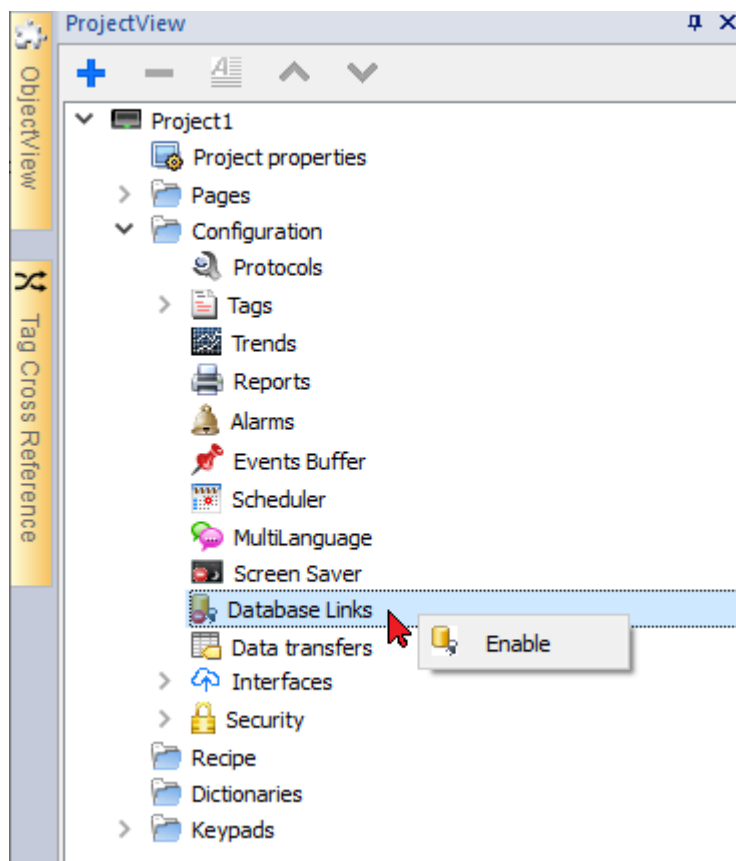 ProjectView
ObjectView
Tag Cross Reference
Project1
Project properties
Pages
Configuration
Protocols
Tags
Trends
Reports
Alarms
Events Buffer
Scheduler
MultiLanguage
Screen Saver
Database Links
Enable
Data transfers
Interfaces
Security
Recipe
Dictionaries
Keypads